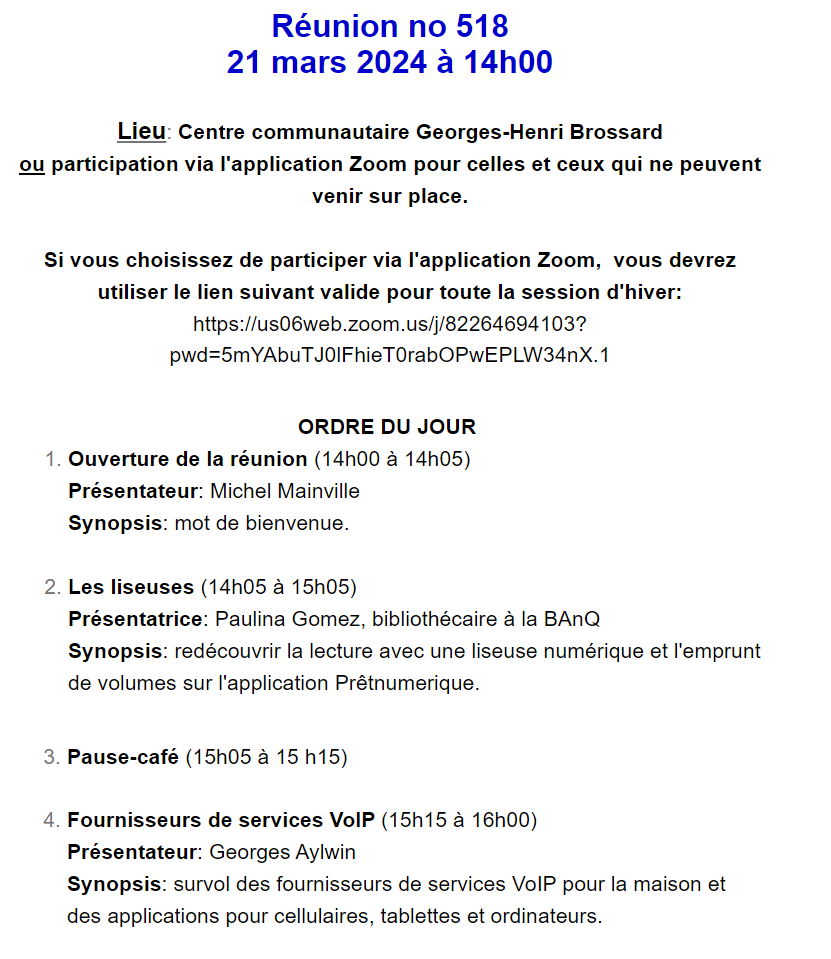 Réunion no 518
21 mars 2024 à 14h00
Lieu: Centre communautaire Georges-Henri Brossard
ou participation via l'application Zoom pour celles et ceux qui ne peuvent
venir sur place.
Si vous choisissez de participer via l'application Zoom,  vous devrez
utiliser le lien suivant valide pour toute la session d'hiver:
https://us06web.zoom.us/j/82264694103?
pwd=5mYAbuTJ0lFhieT0rabOPwEPLW34nX.1
ORDRE DU JOUR
1. Ouverture de la réunion (14h00 à 14h05)
Présentateur: Michel Mainville
Synopsis: mot de bienvenue.
2. Les liseuses (14h05 à 15h05)
Présentatrice: Paulina Gomez, bibliothécaire à la BAnQ
Synopsis: redécouvrir la lecture avec une liseuse numérique et l'emprunt
de volumes sur l'application Prêtnumerique.
3. Pause-café (15h05 à 15 h15)
4. Fournisseurs de services VoIP (15h15 à 16h00)
Présentateur: Georges Aylwin
Synopsis: survol des fournisseurs de services VoIP pour la maison et
des applications pour cellulaires, tablettes et ordinateurs.